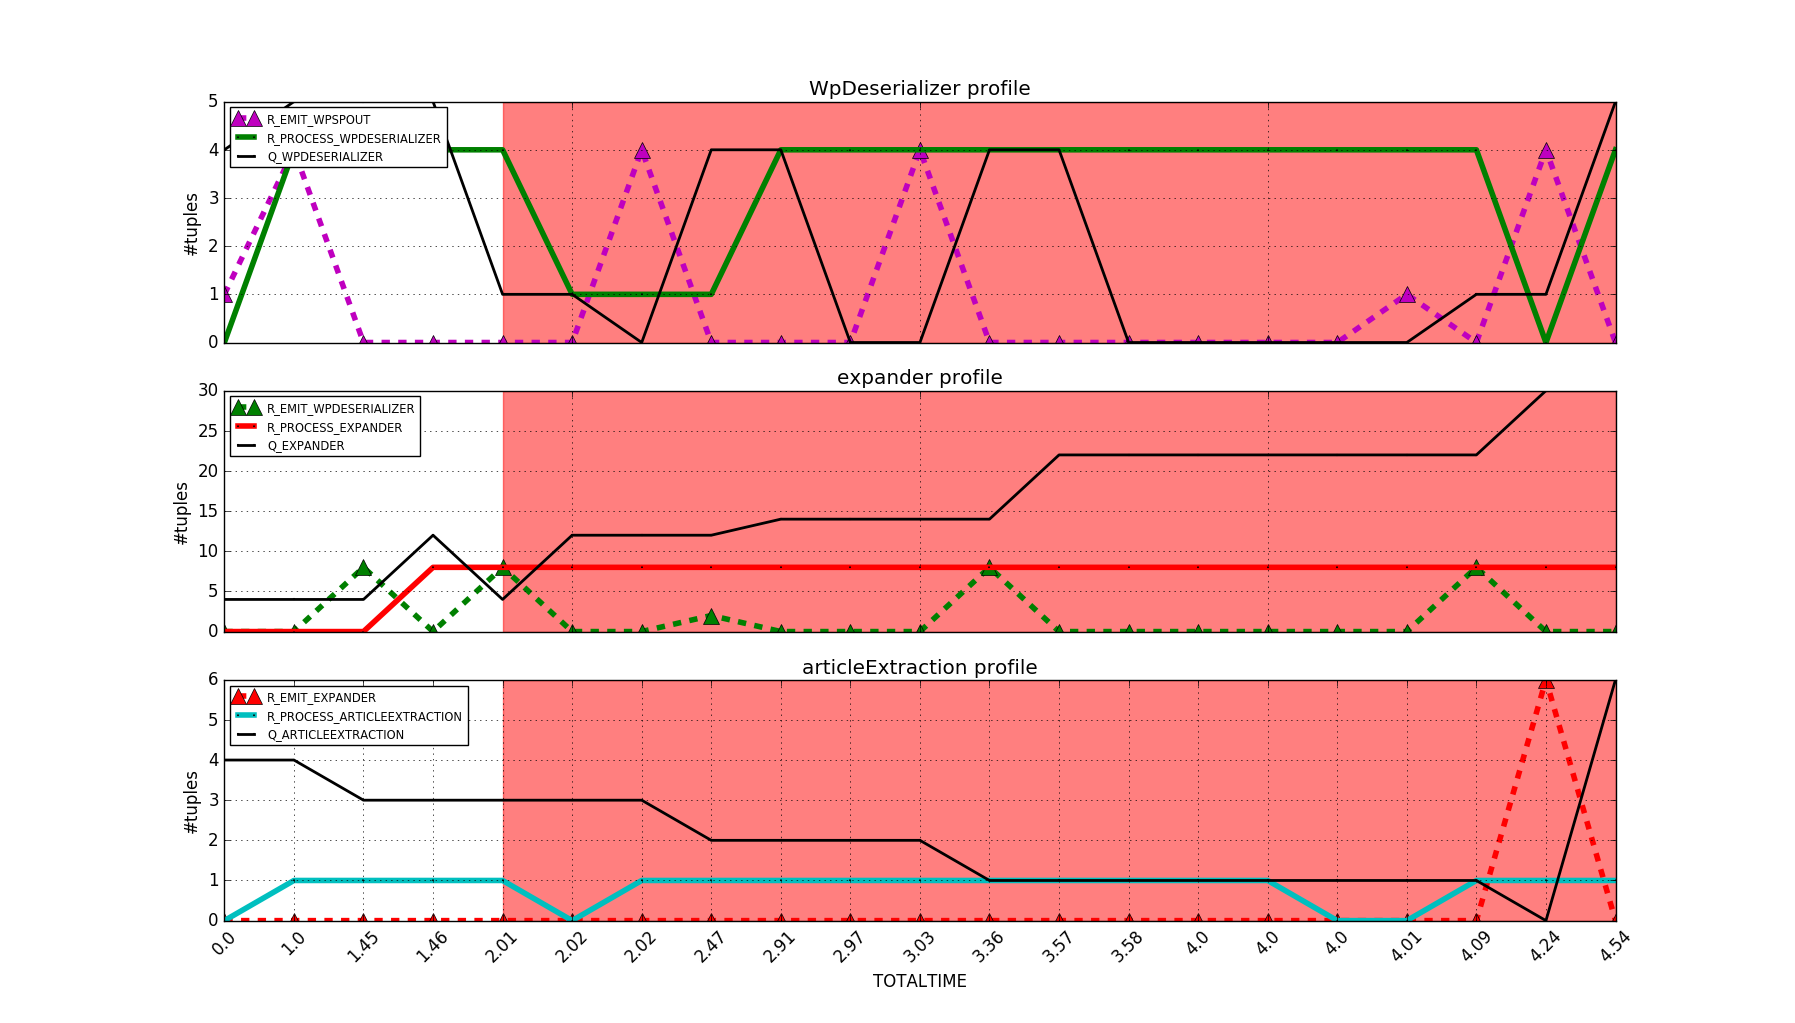 WpDeserializer profile
5
4
3
2
1
0
#tuples
R_EMIT_WPSPOUT
R_PROCESS_WPDESERIALIZER
Q_WPDESERIALIZER
expander profile
30
25
20
15
10
5
0
#tuples
R_EMIT_WPDESERIALIZER
R_PROCESS_EXPANDER
Q_EXPANDER
articleExtraction profile
6
5
4
3
2
1
0
#tuples
R_EMIT_EXPANDER
R_PROCESS_ARTICLEEXTRACTION
Q_ARTICLEEXTRACTION
0.0 1.0 1.45 1.46 2.01 2.02 2.02 2.47 2.91 2.97 3.03 3.36 3.57 3.58 4.0 4.0 4.0 4.01 4.09 4.24 4.54
TOTALTIME